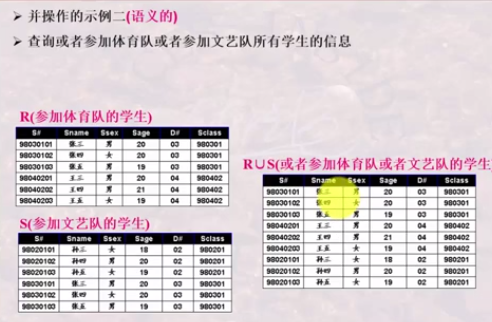 ➢ 并操作的示例二(语义的)
➢ 查询或者参加体育队或者参加文艺队所有学生的信息
R(参加体育队的学生)
S# Sname Ssex Sage D# Sclass
98030101 张三 男 20 03 980301
98030102 张四 女 20 03 980301
98030103 张五 男 19 03 980301
98040201 王三 男 20 04 980402
98040202 王四 男 21 04 980402
98040203 王五 女 19 04 980402
S(参加文艺队的学生)
S# Sname Ssex Sage D# Sclass
98020101 孙三 女 18 02 980201
98020102 孙四 男 20 02 980201
98020103 孙五 女 19 02 980201
98030101 张三 男 20 03 980301
98030102 张四 女 20 03 980301
98030103 张五 男 19 03 980301
R∪S(或者参加体育队或者文艺队的学生
S# Sname Ssex Sage D# Sclass
98030101 张三 男 20 03 980301
98030102 张四 女 20 03 980301
98030103 张五 男 19 03 980301
98040201 王三 男 20 04 980402
98040202 王四 男 21 04 980402
98040203 王五 女 19 04 980402
98020101 孙三 女 18 02 980201
98020102 孙四 男 20 02 980201
98020103 孙五 女 19 02 980201